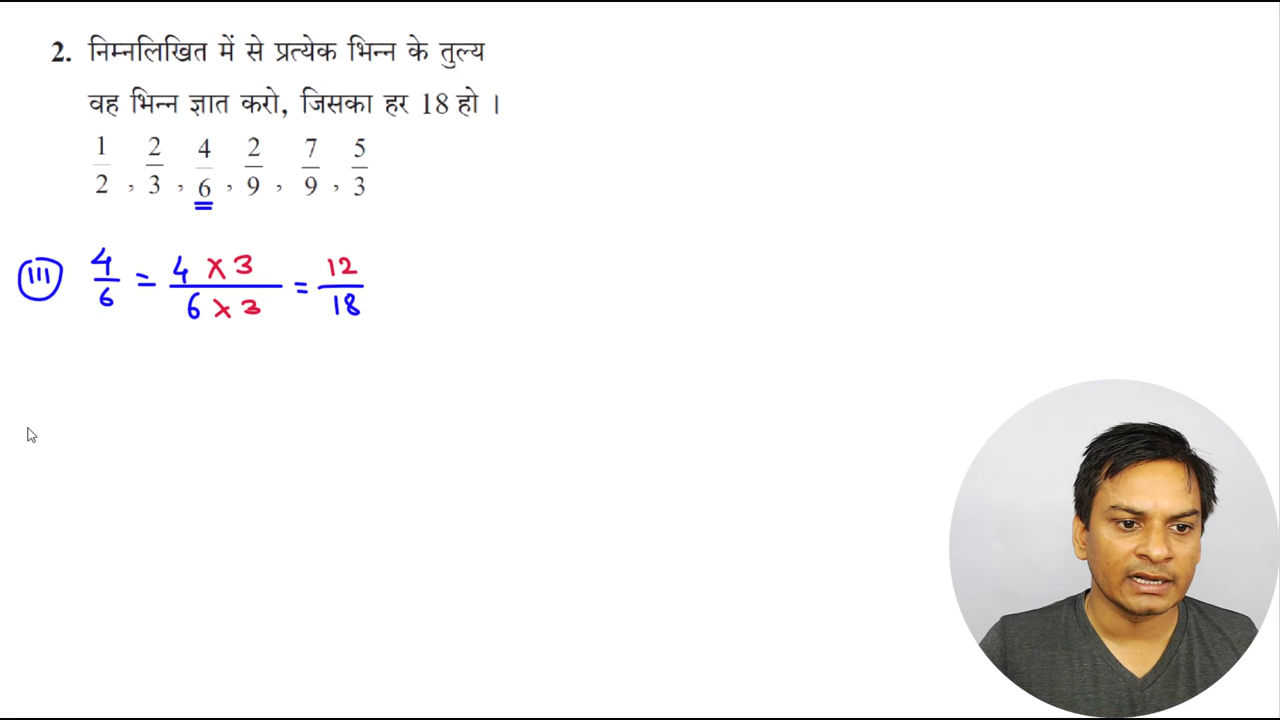 2. निम्नलिखित में से प्रत्येक भिन्न के तुल्य
वह भिन्न ज्ञात करो, जिसका हर 18 हो ।
1/2 , 2/3 , 4/6 , 2/9 , 7/9 , 5/3
III 4/6 = 4 × 3 / 6 × 3 = 12/18